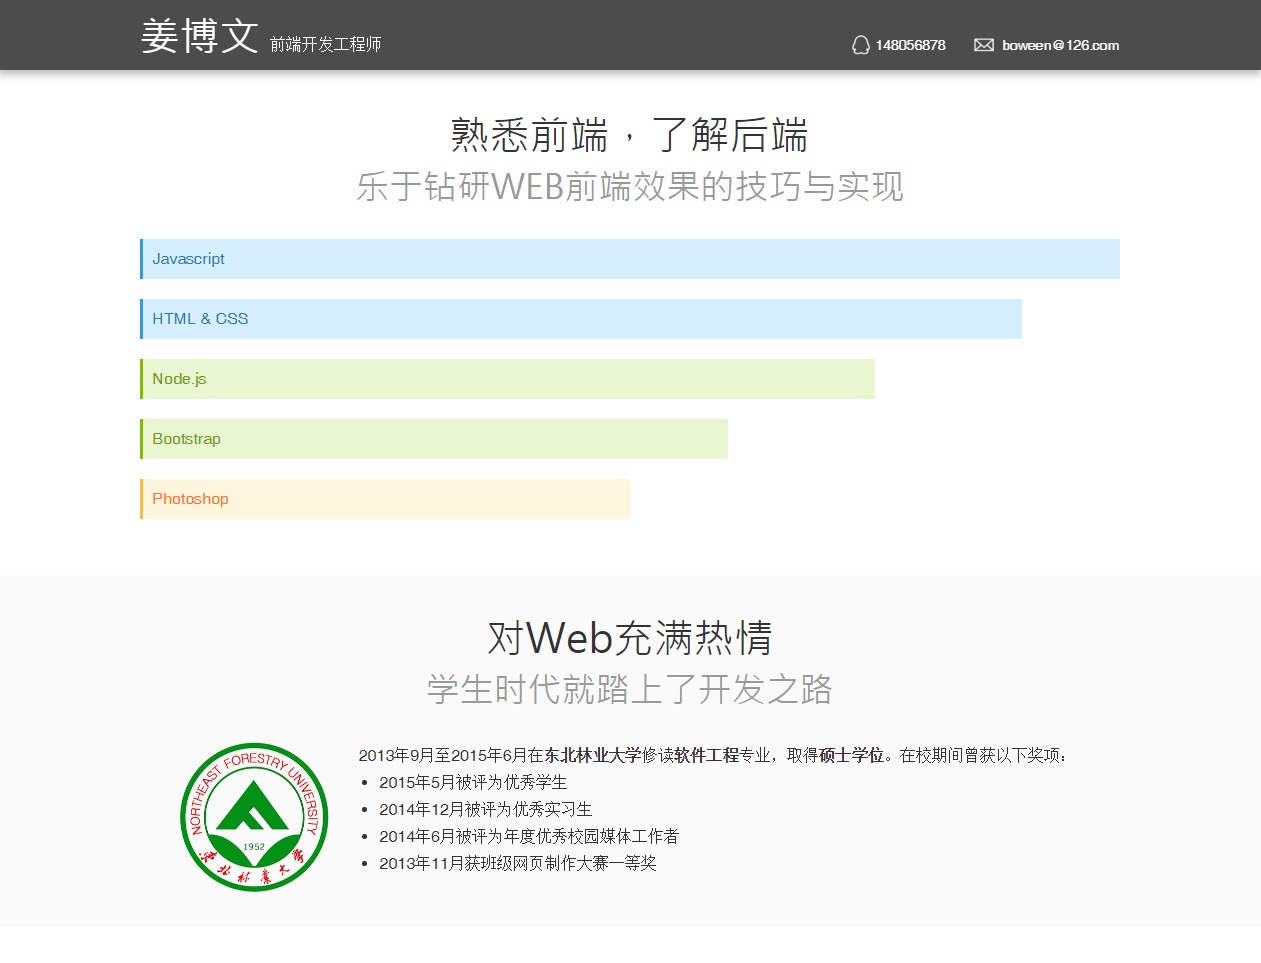 姜博文 前端开发工程师
148056878 boween@126.com
熟悉前端，了解后端
乐于钻研WEB前端效果的技巧与实现
Javascript
HTML & CSS
Node.js
Bootstrap
Photoshop
对Web充满热情
学生时代就踏上了开发之路
NORTHEAST FORESTRY UNIVERSITY
1952
东北林业大学
2013年9月至2015年6月在东北林业大学修读软件工程专业，取得硕士学位。在校期间曾获以下奖项：
• 2015年5月被评为优秀学生
• 2014年12月被评为优秀实习生
• 2014年6月被评为年度优秀校园媒体工作者
• 2013年11月获班级网页制作大赛一等奖